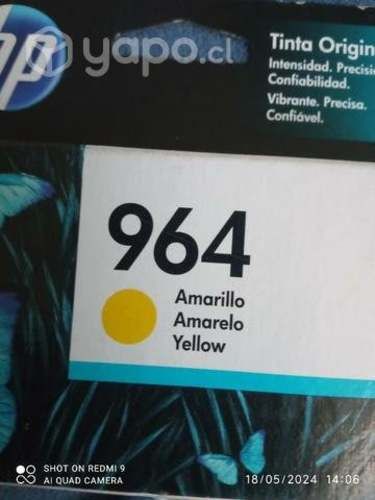 hp
yapo.cl
Tinta Origin
Intensidad. Precisió
Confiabilidad.
Vibrante. Precisa.
Confiável.
964
Amarillo
Amarelo
Yellow
SHOT ON REDMI 9
AI QUAD CAMERA
18/05/2024 14:06